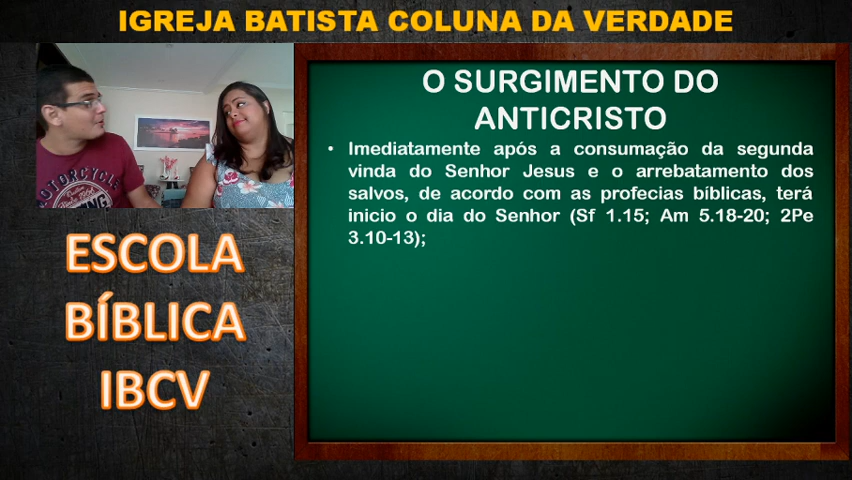 IGREJA BATISTA COLUNA DA VERDADE
O SURGIMENTO DO
ANTICRISTO
• Imediatamente após a consumação da segunda
vinda do Senhor Jesus e o arrebatamento dos
salvos, de acordo com as profecias bíblicas, terá
inicio o dia do Senhor (Sf 1.15; Am 5.18-20; 2Pe
3.10-13);
MOTORCYCLE
ESCOLA
BÍBLICA
IBCV